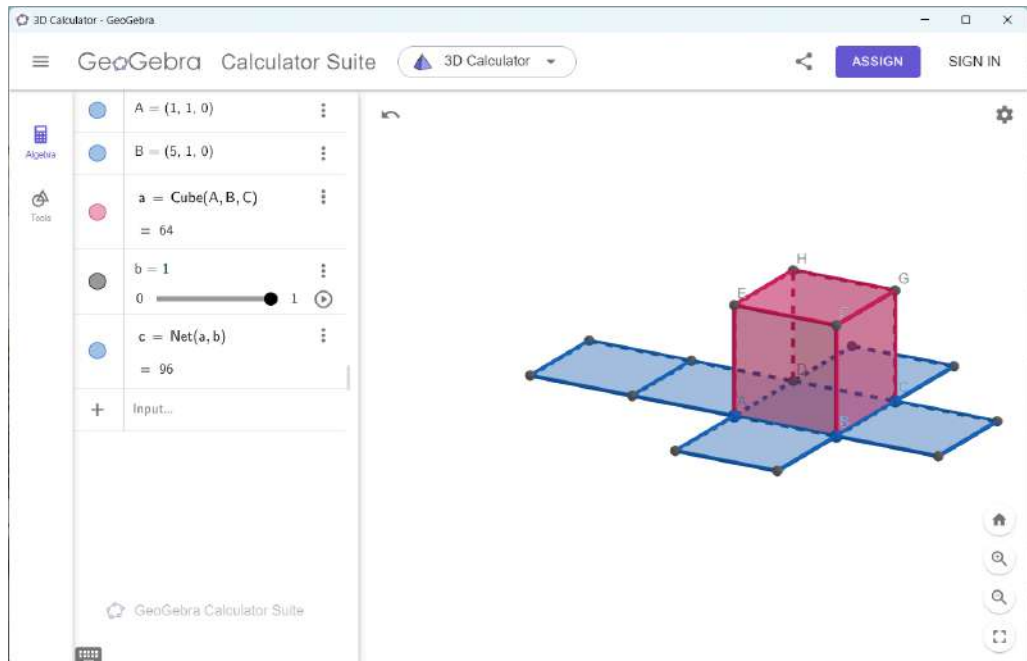 3D Calculator - GeoGebra
GeoGebra Calculator Suite 3D Calculator ASSIGN SIGN IN
A = (1, 1, 0)
Algebra
B = (5, 1, 0)
Tools
a = Cube(A, B, C)
= 64
b = 1
0 1
c = Net(a, b)
= 96
+ Input...
H
G
E
F
D
A
C
B
GeoGebra Calculator Suite